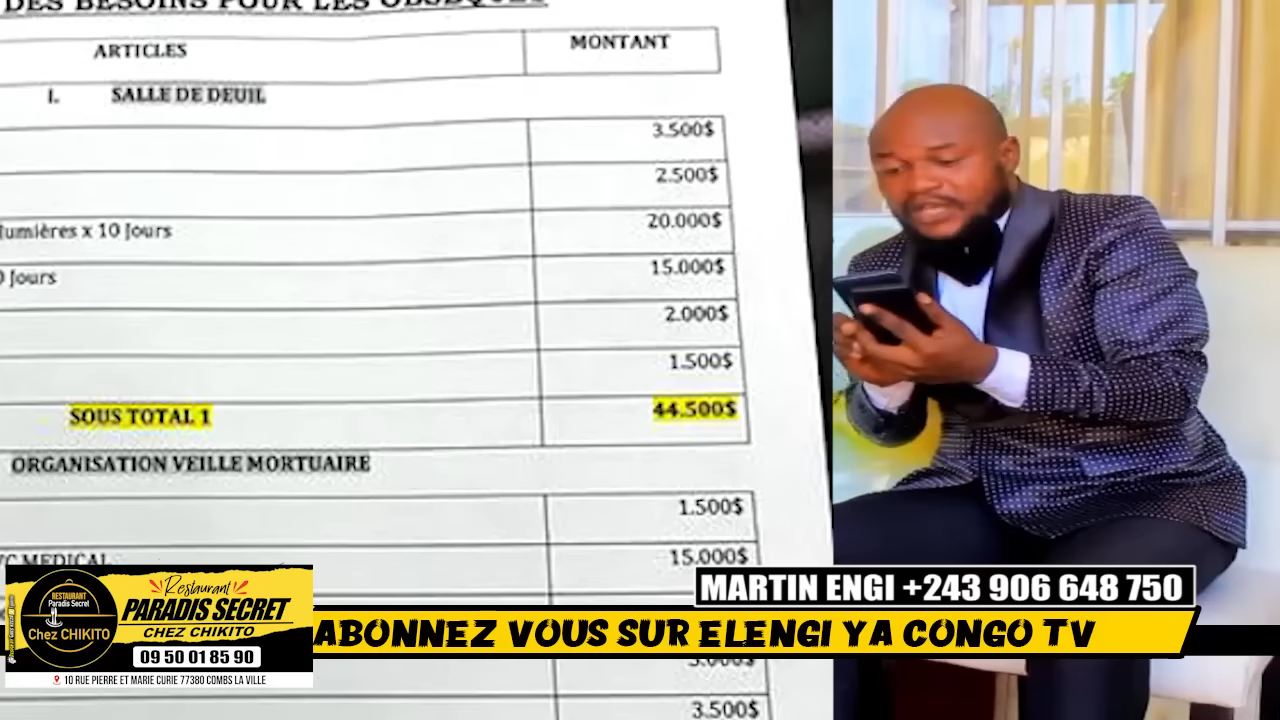 DES BESOINS POUR LES OBSEQUES
ARTICLES
MONTANT
I. SALLE DE DEUIL
3.500$
2.500$
lumières x 10 Jours
20.000$
Jours
15.000$
2.000$
1.500$
SOUS TOTAL 1
44.500$
ORGANISATION VEILLE MORTUAIRE
1.500$
MEDICAL
15.000$
3.500$
MARTIN ENGI +243 906 648 750
ABONNEZ VOUS SUR ELENGI YA CONGO TV
RESTAURANT
Paradis Secret
Chez CHIKITO
Restaurant
PARADIS SECRET
CHEZ CHIKITO
09 50 01 85 90
10 RUE PIERRE ET MARIE CURIE 77380 COMBS LA VILLE